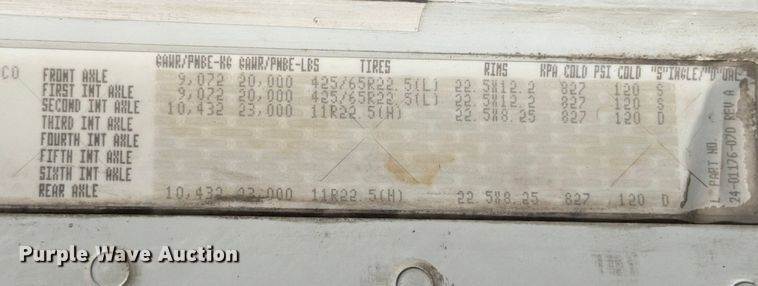 GAWR/PNBE-KG GAWR/PNBE-LBS TIRES RIMS KPA COLD PSI COLD "S"INGLE/"D"UAL
CO FRONT AXLE 9,072 20,000 425/65R22.5(L) 22.5X12.2 827 120 S
FIRST INT AXLE 9,072 20,000 425/65R22.5(L) 22.5X12.2 827 120 S
SECOND INT AXLE 10,432 23,000 11R22.5(H) 22.5X8.25 827 120 D
THIRD INT AXLE
FOURTH INT AXLE
FIFTH INT AXLE
SIXTH INT AXLE
REAR AXLE 10,432 23,000 11R22.5(H) 22.5X8.25 827 120 D
PART NO.
24-01176-070 REV A
Purple Wave Auction